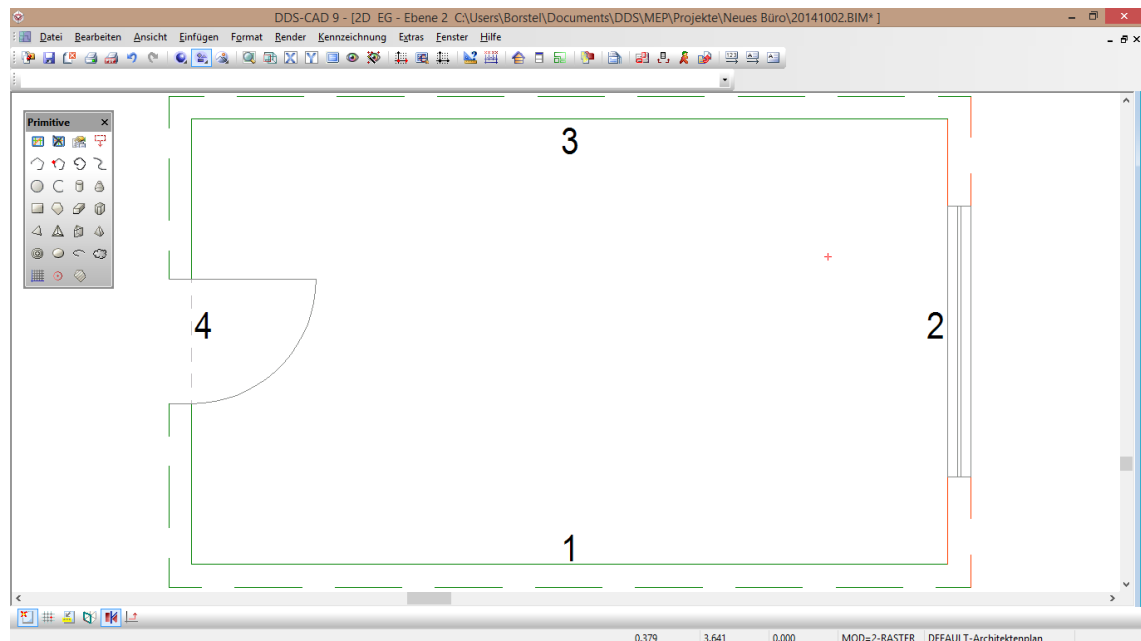 DDS-CAD 9 - [2D EG - Ebene 2 C:\Users\Borstel\Documents\DDS\MEP\Projekte\Neues Büro\20141002.BIM* ]
Datei Bearbeiten Ansicht Einfügen Format Render Kennzeichnung Extras Fenster Hilfe
Primitive
3
4
2
1
0.379 3.641 0.000 MOD=2-RASTER DEFAULT-Architektenplan